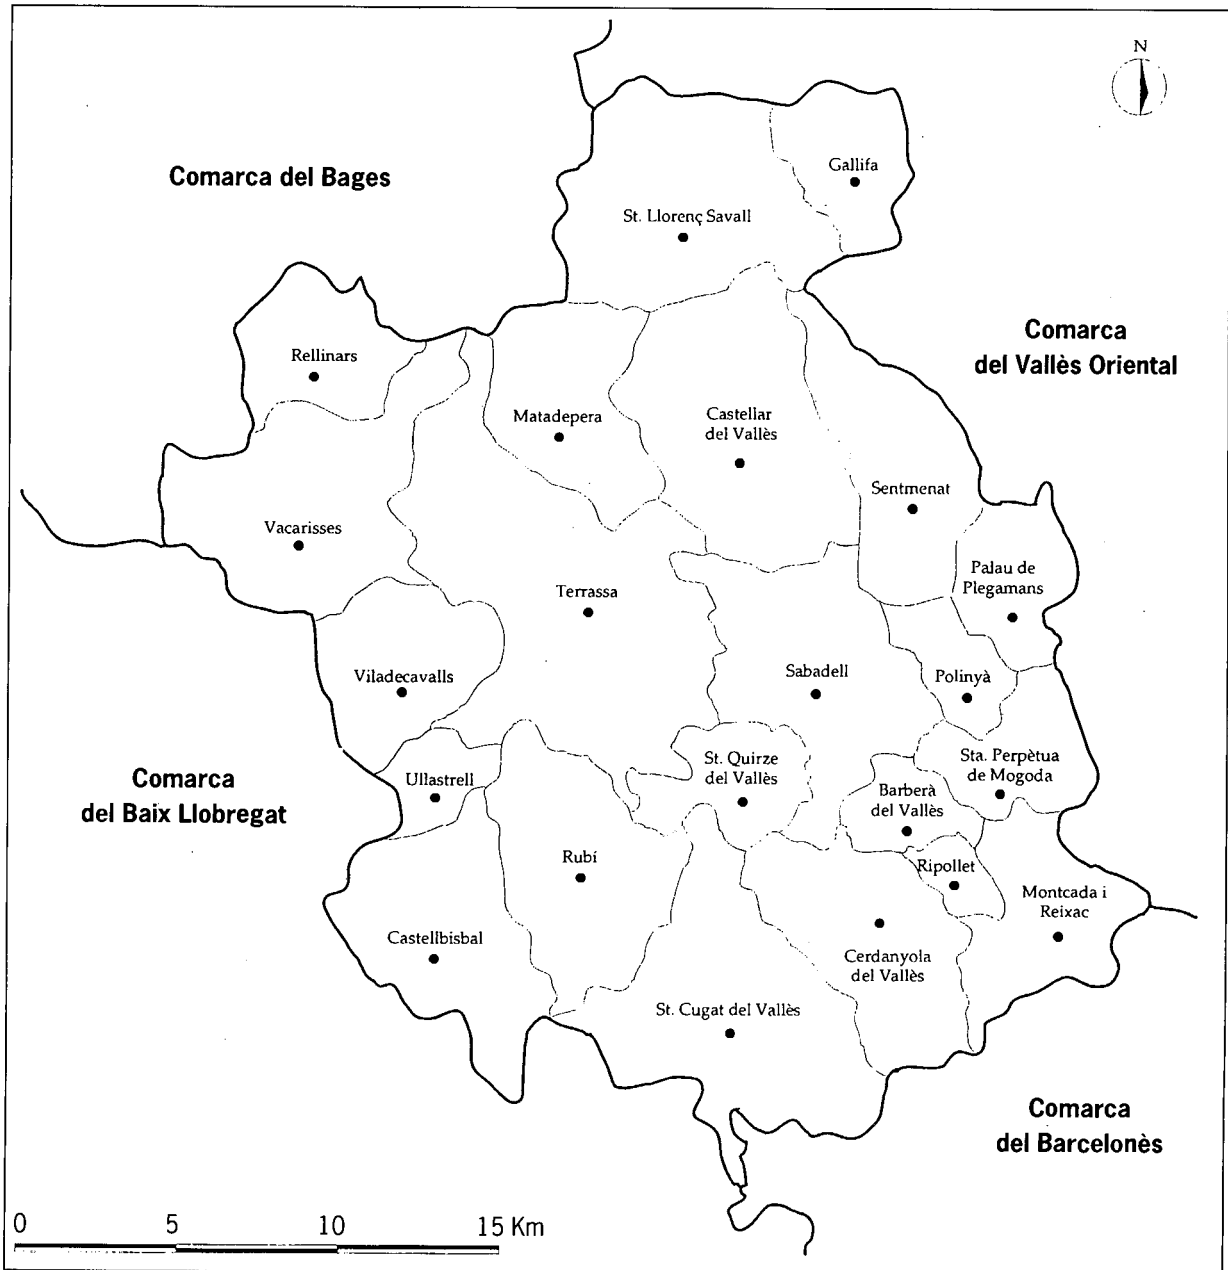 N
Comarca del Bages
Gallifa
St. Llorenç Savall
Comarca
del Vallès Oriental
Rellinars
Matadepera
Castellar
del Vallès
Sentmenat
Vacarisses
Palau de
Plegamans
Terrassa
Viladecavalls
Sabadell
Polinyà
Comarca
del Baix Llobregat
Ullastrell
St. Quirze
del Vallès
Sta. Perpètua
de Mogoda
Barberà
del Vallès
Rubí
Ripollet
Montcada i
Reixac
Castellbisbal
Cerdanyola
del Vallès
St. Cugat del Vallès
Comarca
del Barcelonès
0 5 10 15 Km